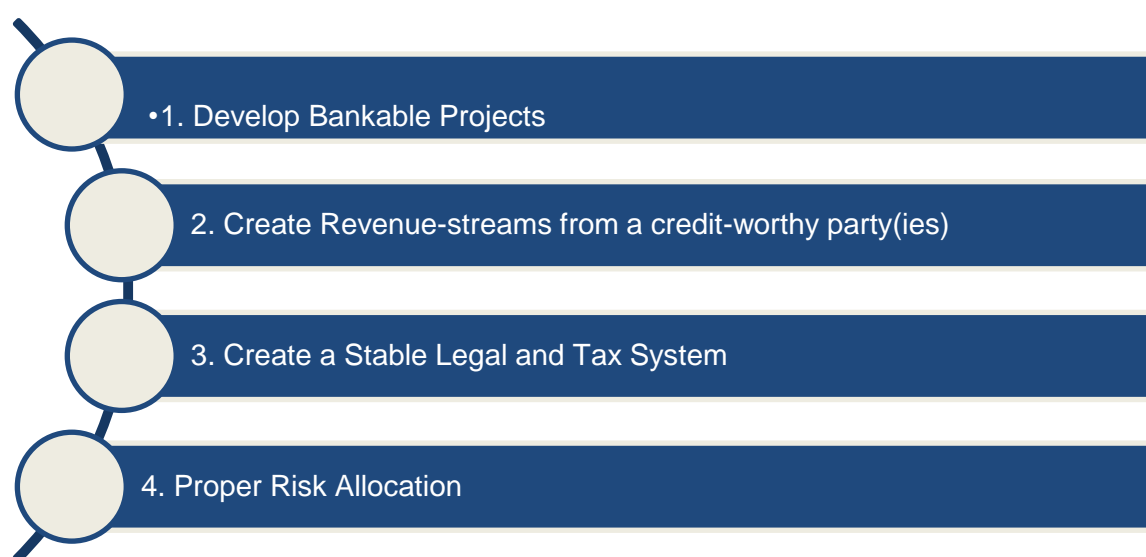 •1. Develop Bankable Projects
2. Create Revenue-streams from a credit-worthy party(ies)
3. Create a Stable Legal and Tax System
4. Proper Risk Allocation